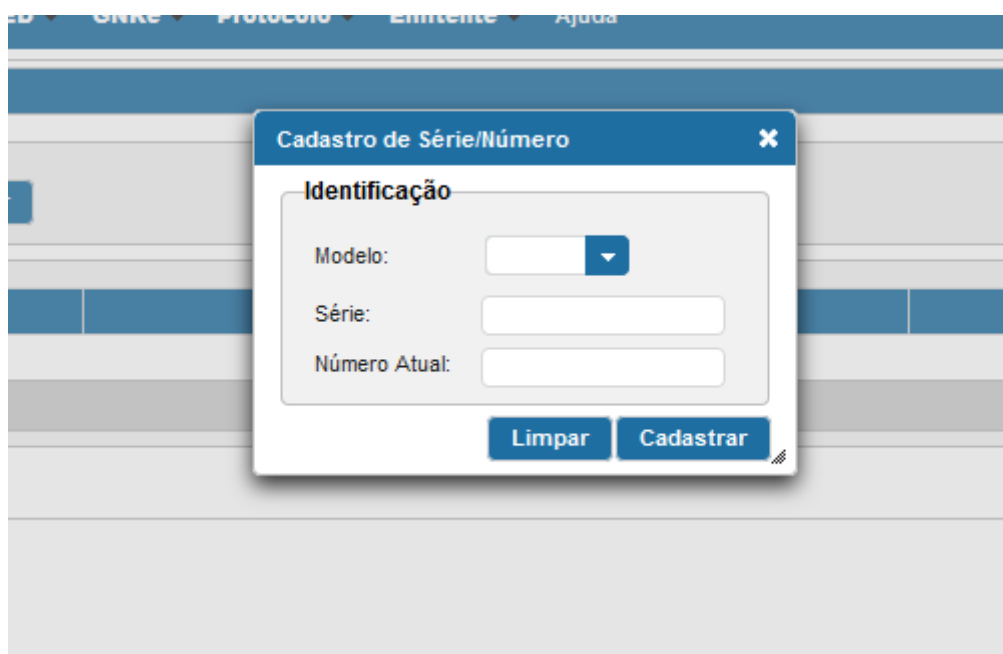 GNRe Protocolo Emitente Ajuda
Cadastro de Série/Número
Identificação
Modelo:
Série:
Número Atual:
Limpar Cadastrar